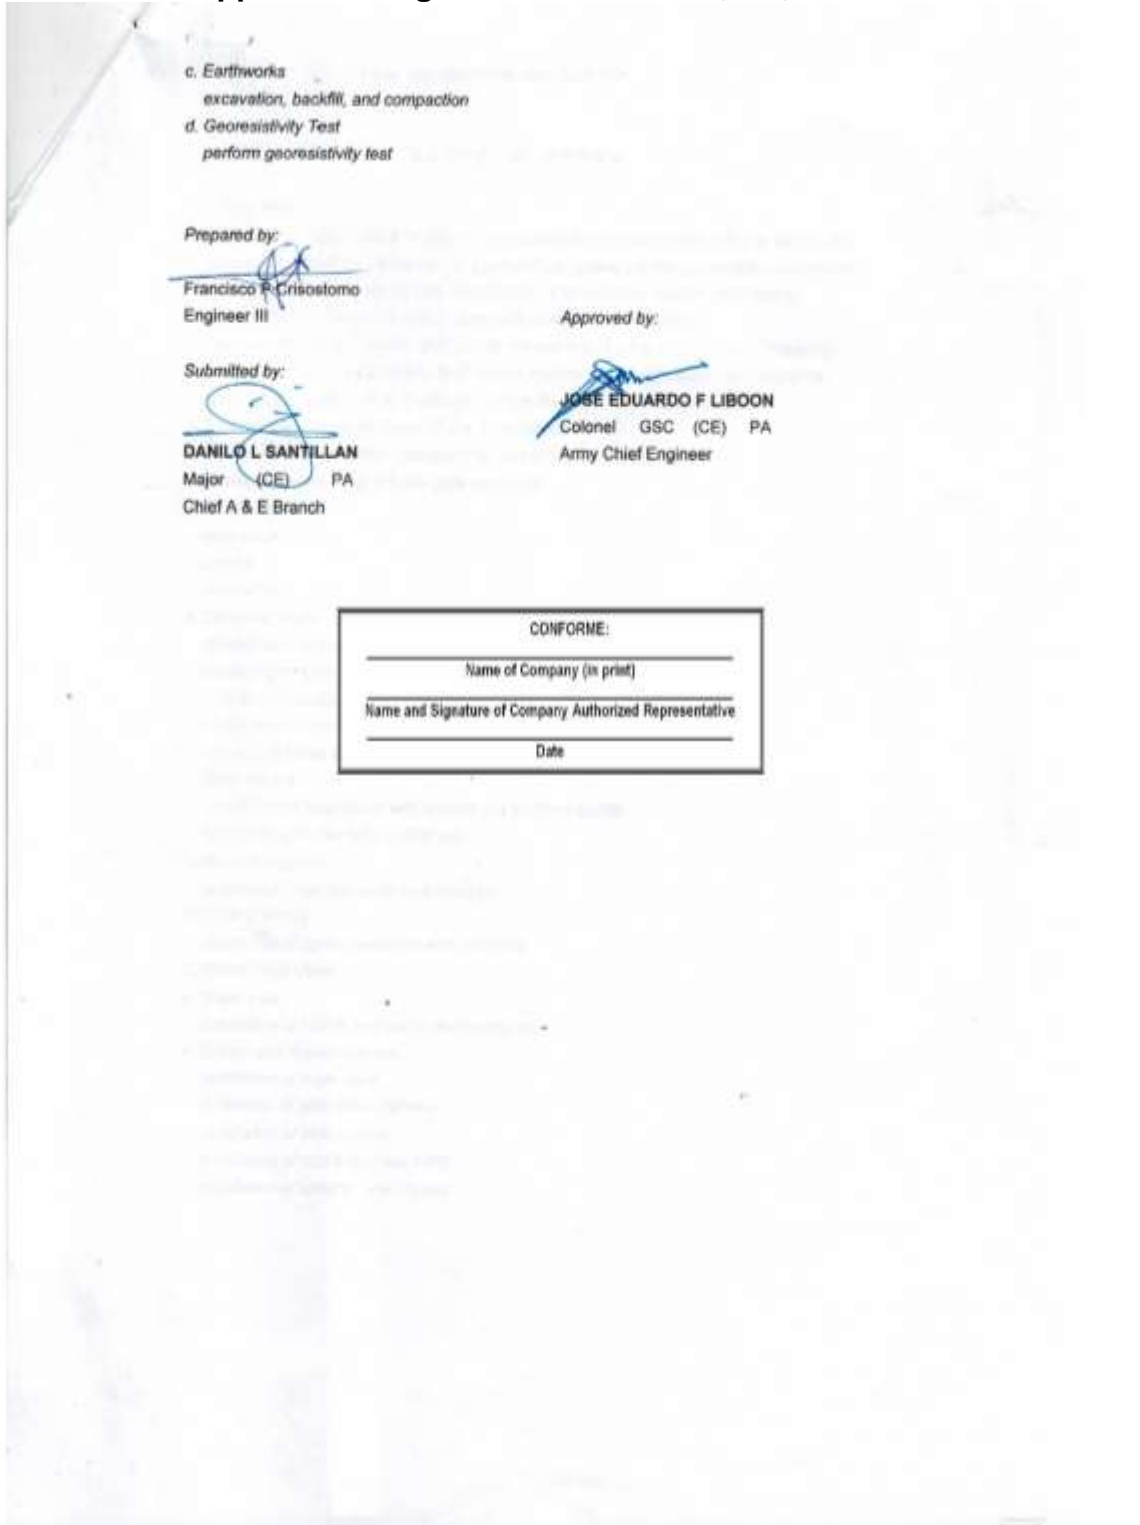 c. Earthworks
excavation, backfill, and compaction
d. Georesistivity Test
perform georesistivity test
Prepared by:
Francisco P Crisostomo
Engineer III
Approved by:
Submitted by:
JOSE EDUARDO F LIBOON
Colonel GSC (CE) PA
Army Chief Engineer
DANILO L SANTILLAN
Major (CE) PA
Chief A & E Branch
CONFORME:
Name of Company (in print)
Name and Signature of Company Authorized Representative
Date